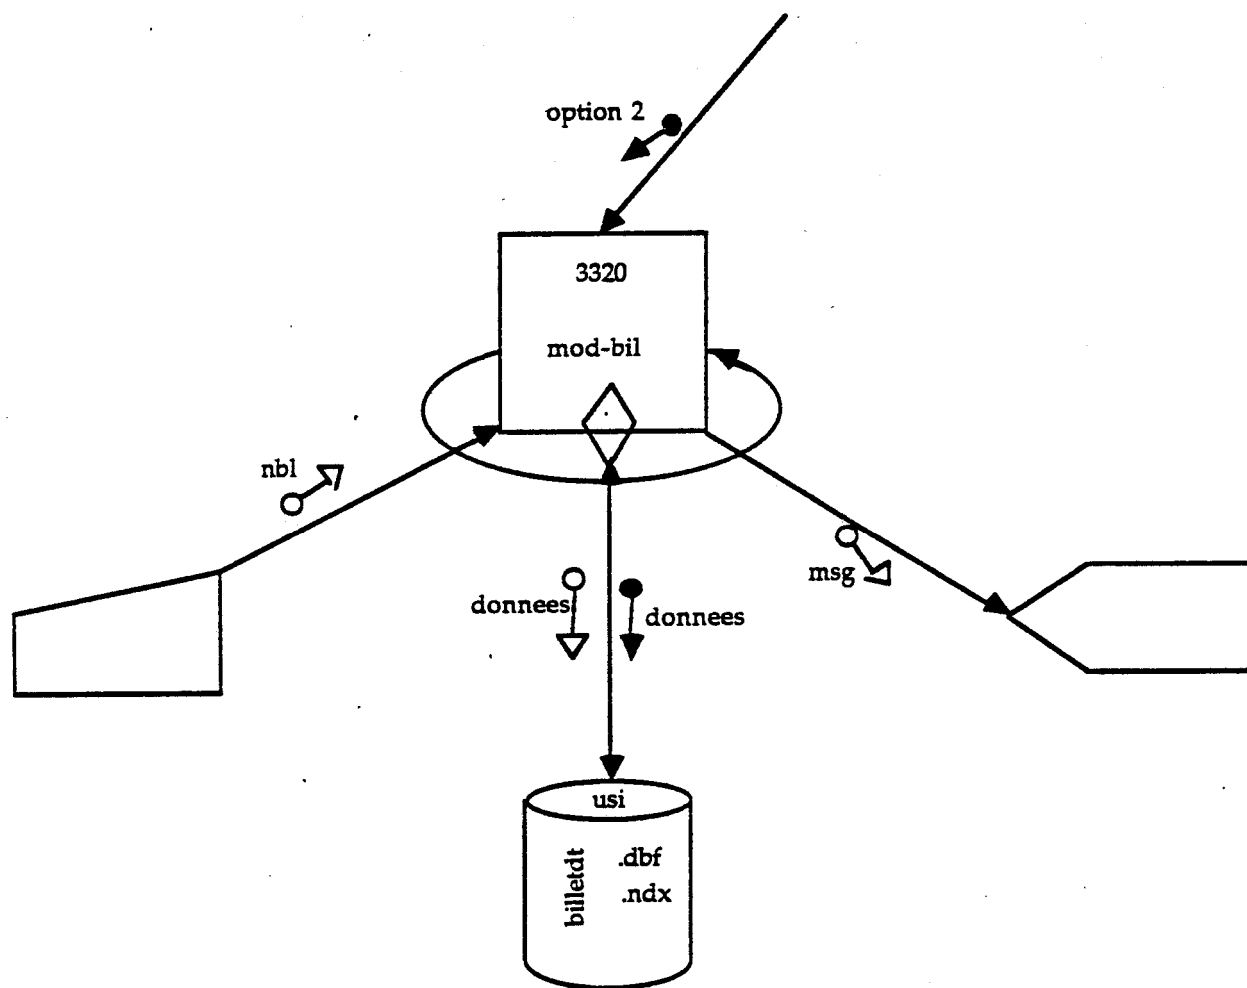 option 2
3320
mod-bil
nbl
msg
donnees
donnees
usi
billetdt
.dbf
.ndx